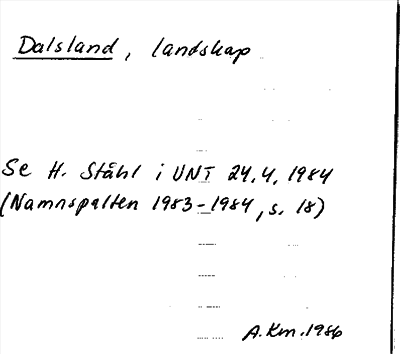 Dalsland, landskap
Se H. Ståhl i UNT 24.4.1984
(Namnspalten 1983-1984, s. 18)
A.Km.1986